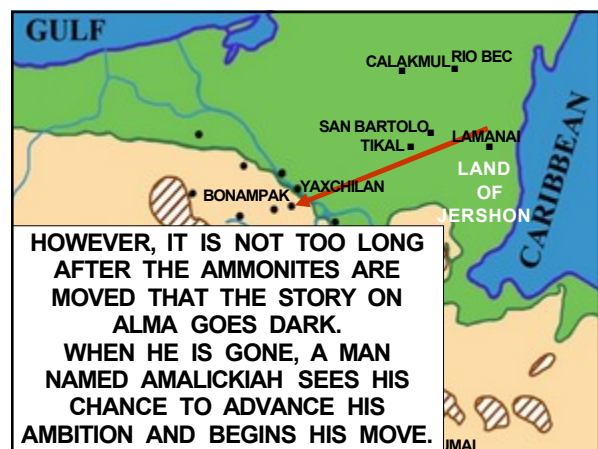 GULF
CALAKMUL RIO BEC
SAN BARTOLO
TIKAL
LAMANAI
LAND
OF
JERSHON
CARIBBEAN
YAXCHILAN
BONAMPAK
HOWEVER, IT IS NOT TOO LONG
AFTER THE AMMONITES ARE
MOVED THAT THE STORY ON
ALMA GOES DARK.
WHEN HE IS GONE, A MAN
NAMED AMALICKIAH SEES HIS
CHANCE TO ADVANCE HIS
AMBITION AND BEGINS HIS MOVE.